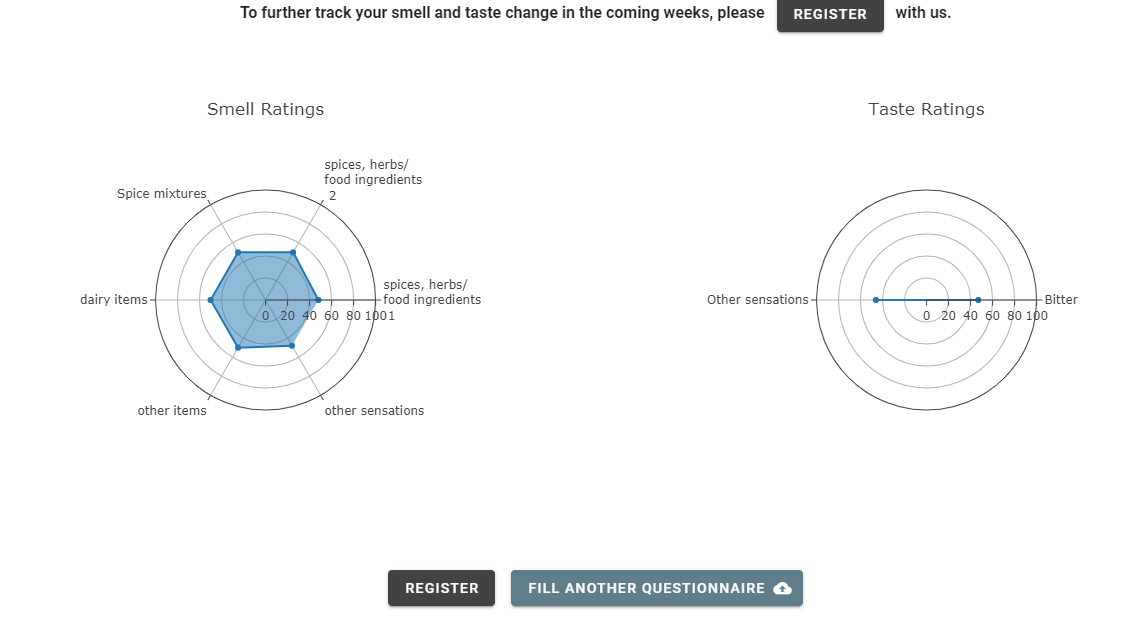 To further track your smell and taste change in the coming weeks, please REGISTER with us.
Smell Ratings
Taste Ratings
spices, herbs/
food ingredients
2
Spice mixtures
dairy items
spices, herbs/
food ingredients
1
0 20 40 60 80 100
other items
other sensations
Other sensations
Bitter
0 20 40 60 80 100
REGISTER
FILL ANOTHER QUESTIONNAIRE